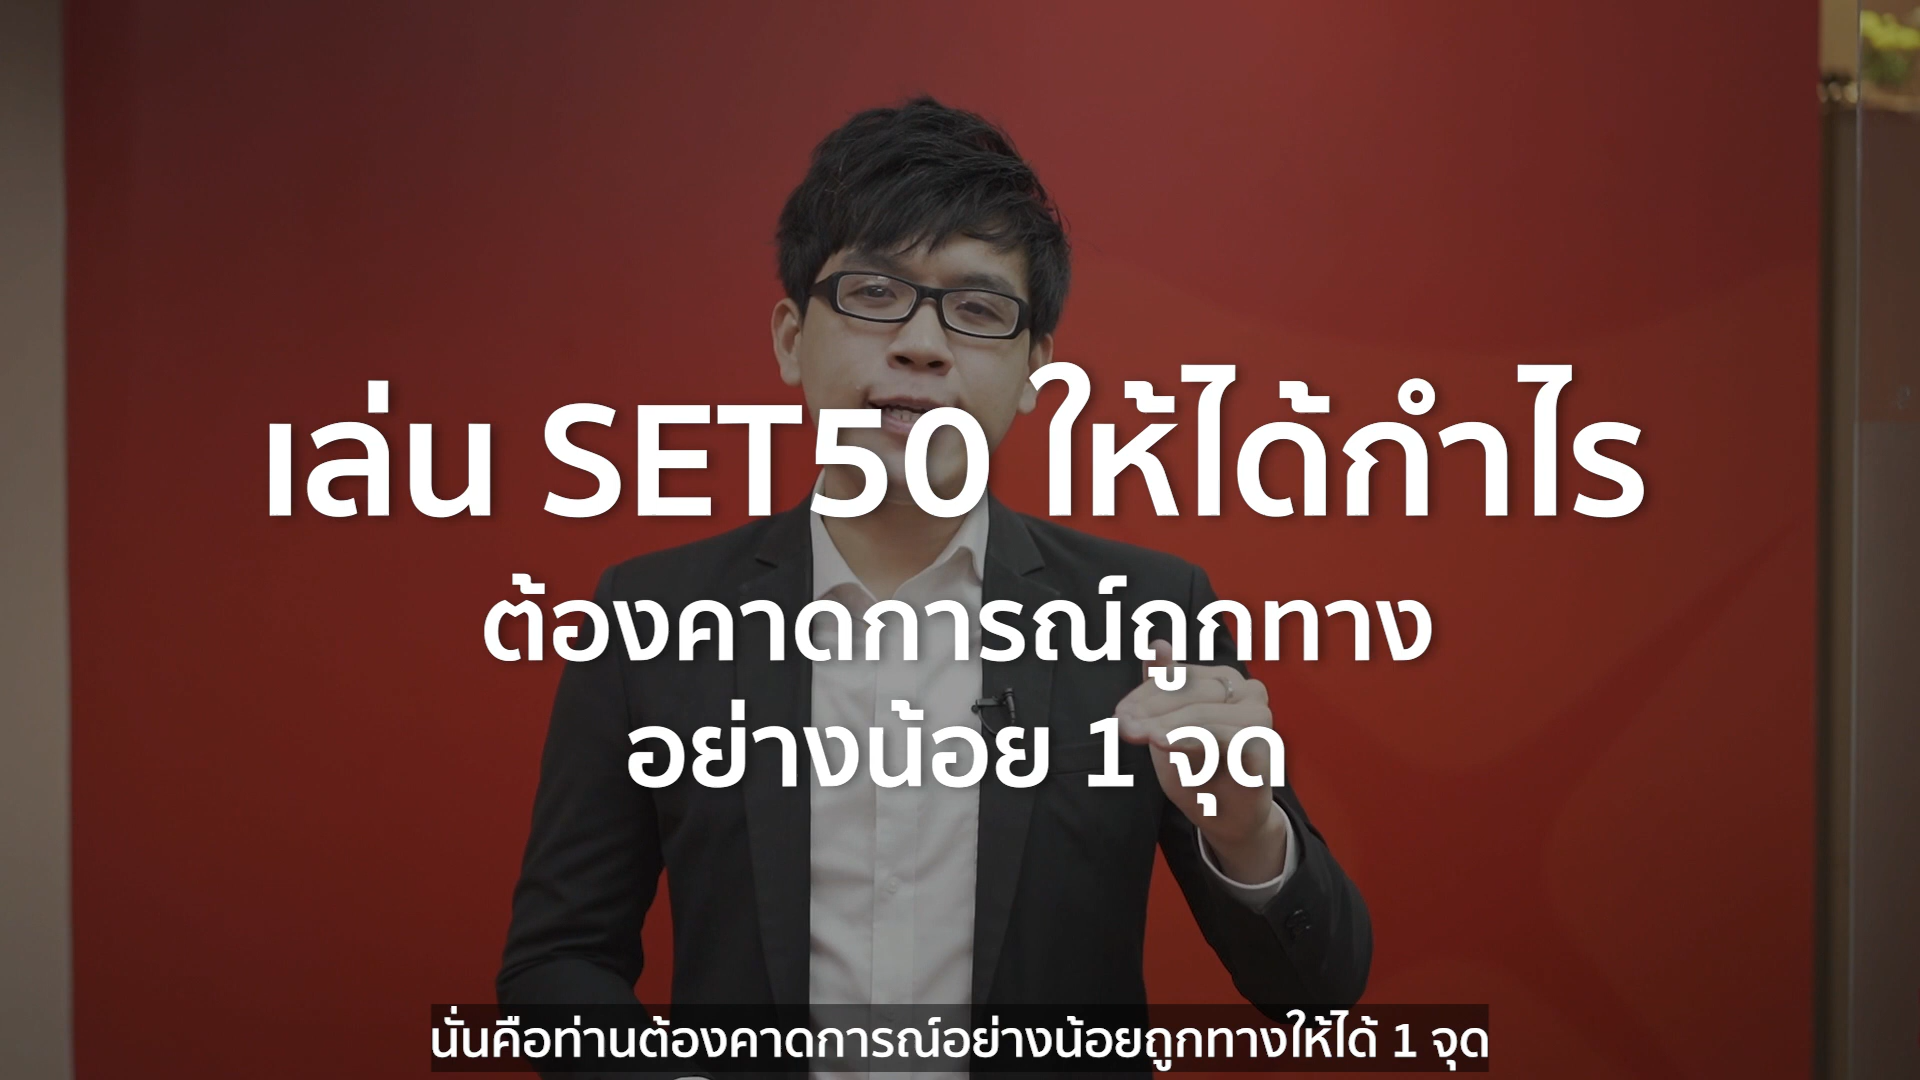 เล่น SET50 ให้ได้กำไร
ต้องคาดการณ์ถูกทาง
อย่างน้อย 1 จุด
นั่นคือท่านต้องคาดการณ์อย่างน้อยถูกทางให้ได้ 1 จุด